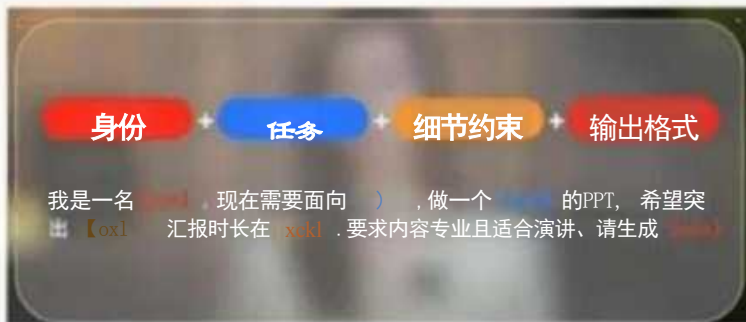 身份 + 任务 + 细节约束 + 输出格式
我是一名 ,现在需要面向 ) ,做一个 的PPT, 希望突
出【oxl 汇报时长在 xckl .要求内容专业且适合演讲、请生成